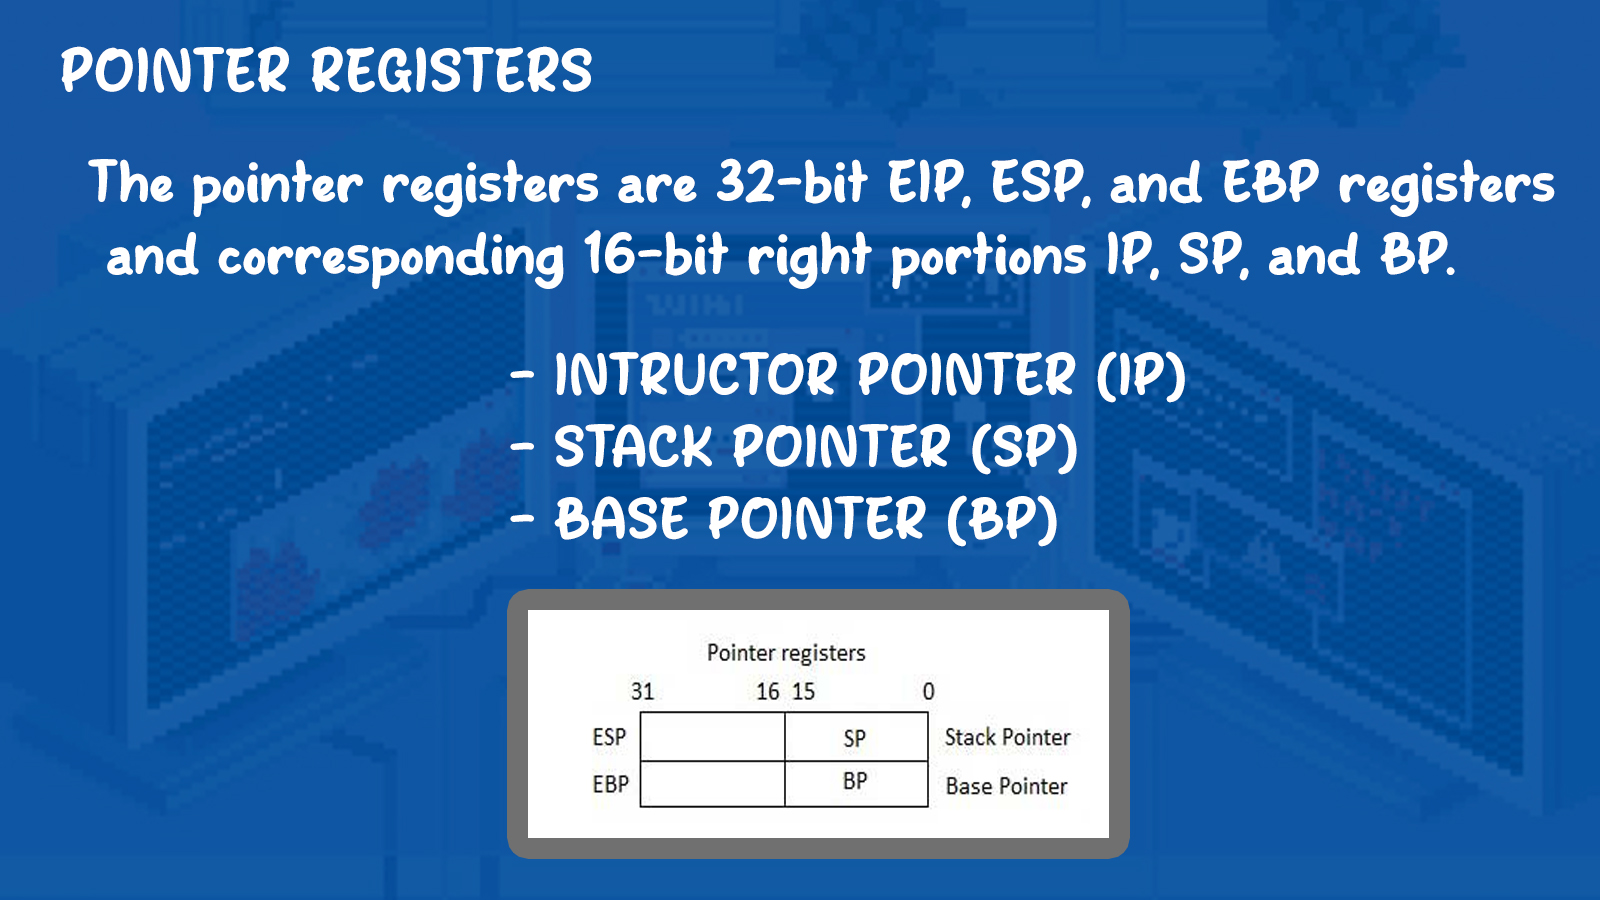 POINTER REGISTERS
The pointer registers are 32-bit EIP, ESP, and EBP registers
and corresponding 16-bit right portions IP, SP, and BP.
- INTRUCTOR POINTER (IP)
- STACK POINTER (SP)
- BASE POINTER (BP)
Pointer registers
31 16 15 0
ESP SP Stack Pointer
EBP BP Base Pointer